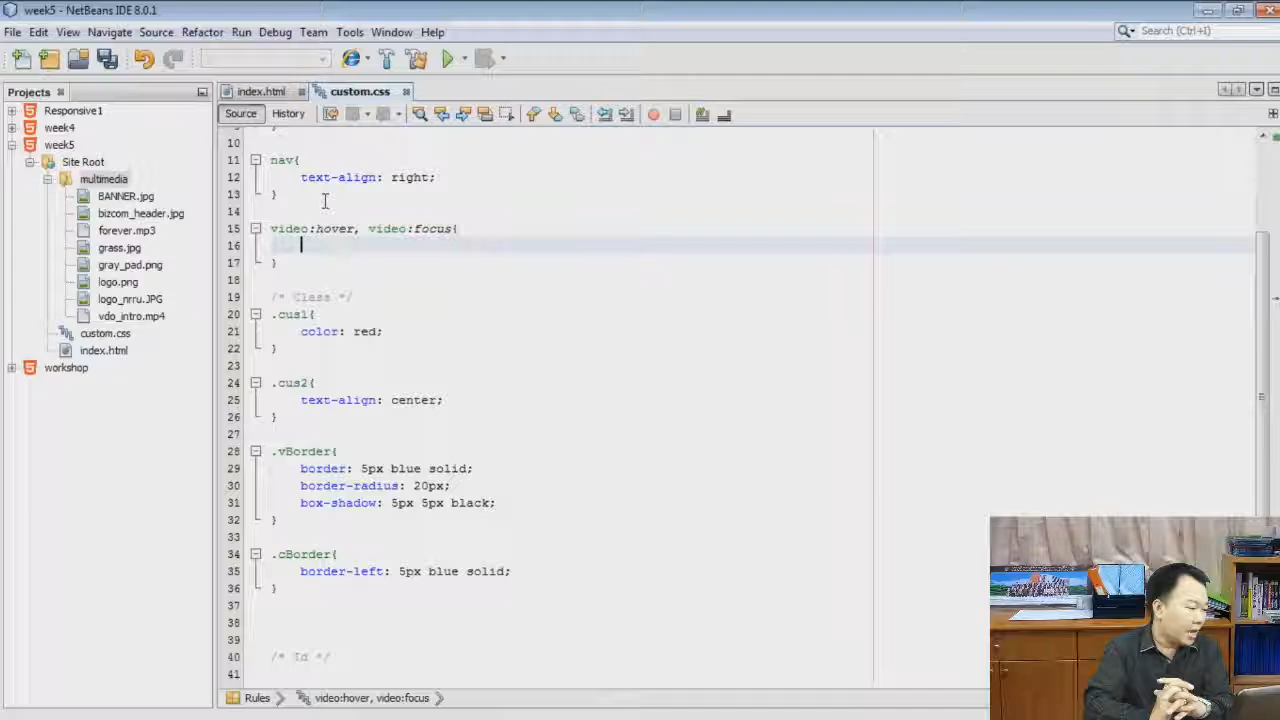 week5 - NetBeans IDE 8.0.1
File Edit View Navigate Source Refactor Run Debug Team Tools Window Help
Search (Ctrl+I)
Projects
index.html
custom.css
Source
History
Responsive1
week4
week5
Site Root
multimedia
BANNER.jpg
bizcom_header.jpg
forever.mp3
grass.jpg
gray_pad.png
logo.png
logo_nrru.JPG
vdo_intro.mp4
custom.css
index.html
workshop
10
11 nav{
12 text-align: right;
13 }
14
15 video:hover, video:focus{
16
17 }
18
19 /* Class */
20 .cus1{
21 color: red;
22 }
23
24 .cus2{
25 text-align: center;
26 }
27
28 .vBorder{
29 border: 5px blue solid;
30 border-radius: 20px;
31 box-shadow: 5px 5px black;
32 }
33
34 .cBorder{
35 border-left: 5px blue solid;
36 }
37
38
39
40 /* Id */
41
Rules video:hover, video:focus